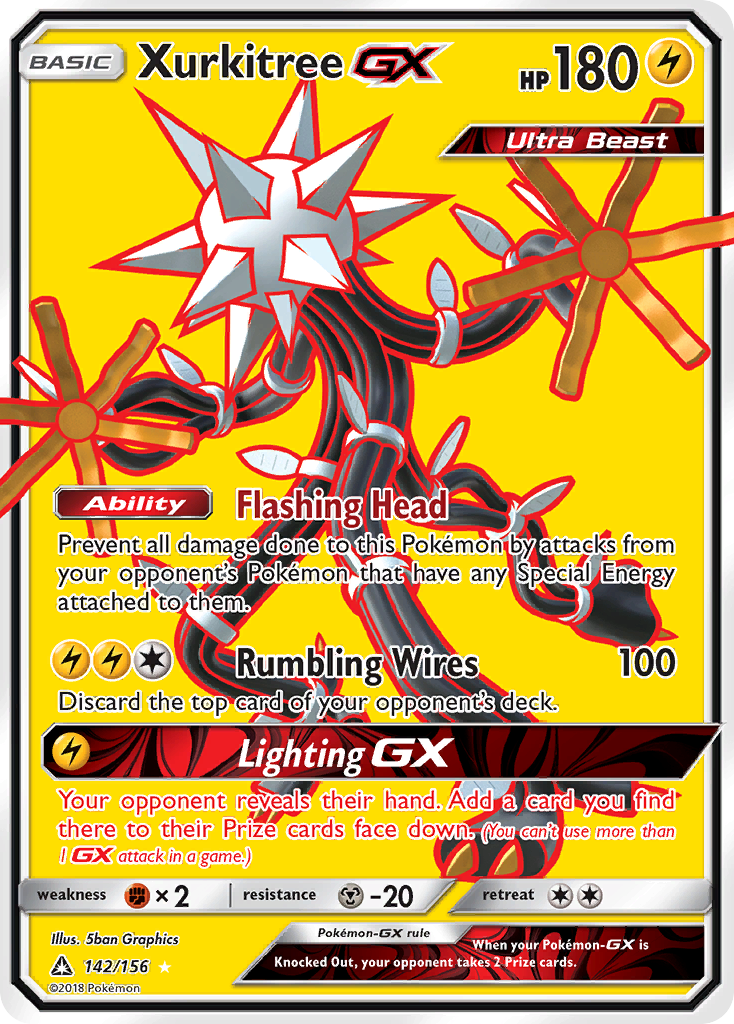 BASIC Xurkitree GX HP 180
Ultra Beast
Ability Flashing Head
Prevent all damage done to this Pokémon by attacks from
your opponent's Pokémon that have any Special Energy
attached to them.
Rumbling Wires 100
Discard the top card of your opponent's deck.
Lighting GX
Your opponent reveals their hand. Add a card you find
there to their Prize cards face down. (You can't use more than
1 GX attack in a game.)
weakness × 2 resistance -20 retreat
Illus. 5ban Graphics
142/156
©2018 Pokémon
Pokémon-GX rule
When your Pokémon-GX is
Knocked Out, your opponent takes 2 Prize cards.